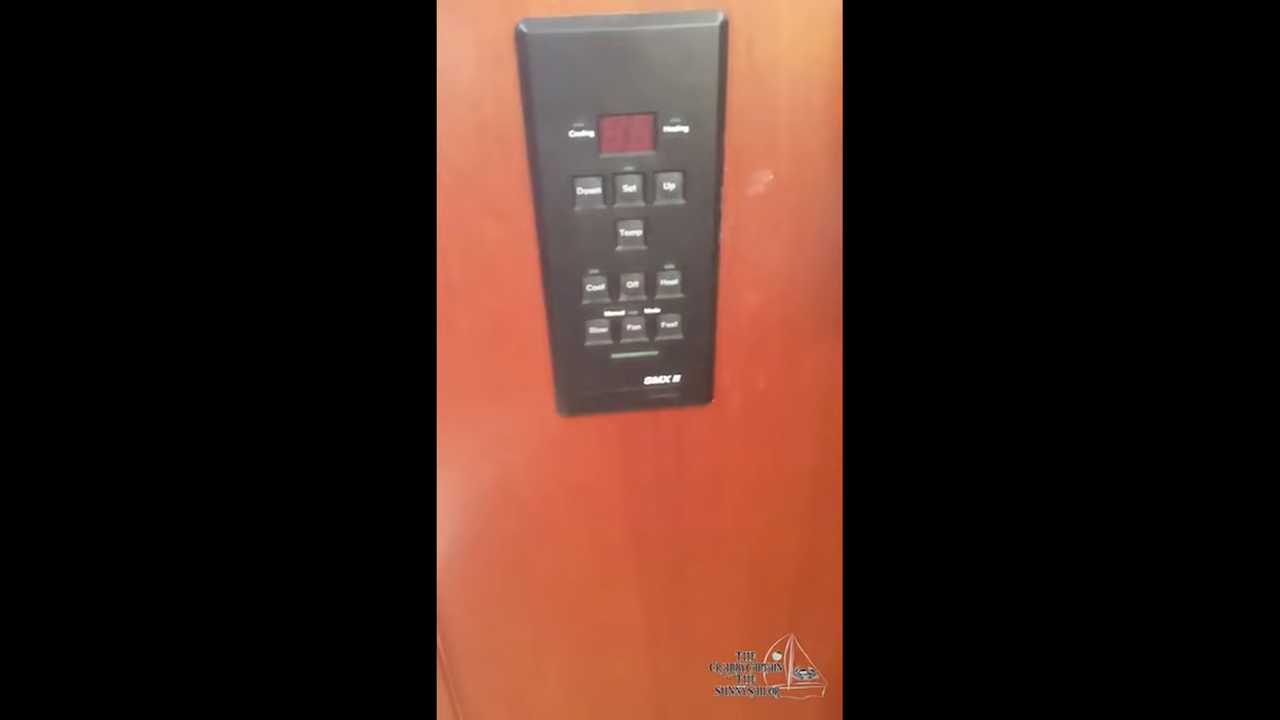 Cooling Heating
Down Set Up
Temp
Cool Off Heat
Manual Mode
Slow Fan Fast
SMX II
THE
CRABBY CAPTAIN
THE
SUNNY SAILOR